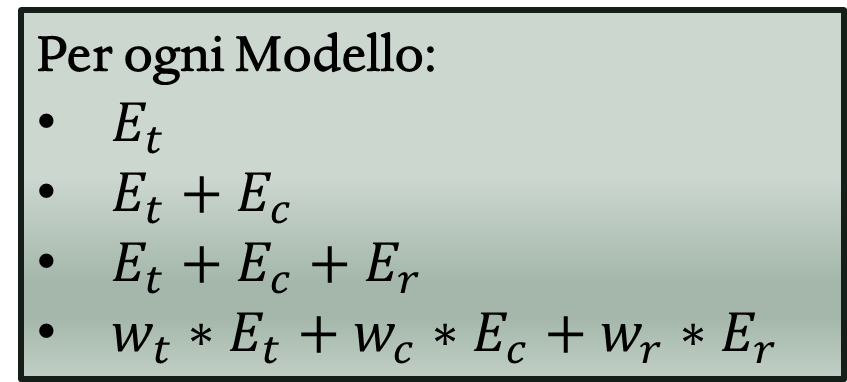 Per ogni Modello:
• E_t
• E_t + E_c
• E_t + E_c + E_r
• w_t * E_t + w_c * E_c + w_r * E_r